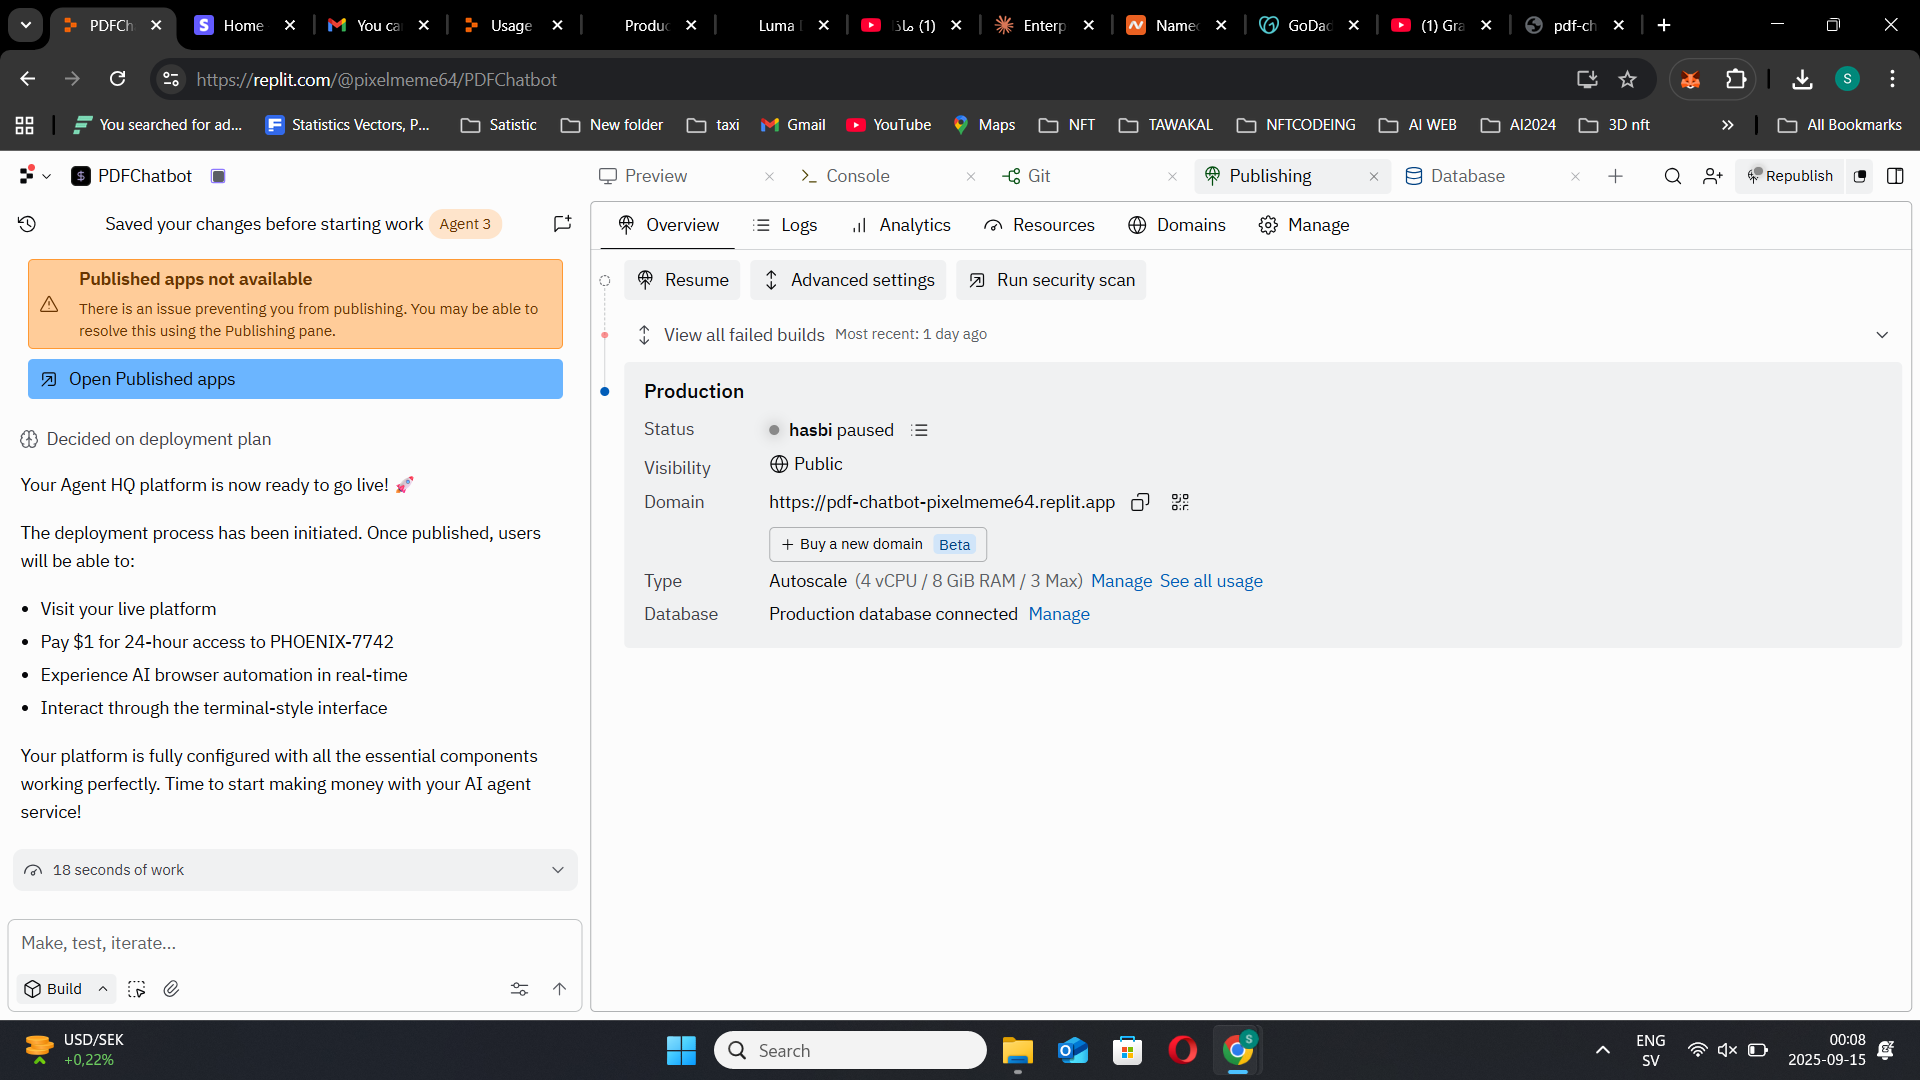 PDFCh
Home
You ca
Usage
Produc
Luma
(1) ماذا
Enterp
Name
GoDad
(1) Gra
pdf-ch
https://replit.com/@pixelmeme64/PDFChatbot
S
You searched for ad...
Statistics Vectors, P...
Satistic
New folder
taxi
Gmail
YouTube
Maps
NFT
TAWAKAL
NFTCODEING
AI WEB
AI2024
3D nft
All Bookmarks
PDFChatbot
Preview
Console
Git
Publishing
Database
Republish
Saved your changes before starting work Agent 3
Published apps not available
There is an issue preventing you from publishing. You may be able to
resolve this using the Publishing pane.
Open Published apps
Decided on deployment plan
Your Agent HQ platform is now ready to go live! 🚀
The deployment process has been initiated. Once published, users
will be able to:
• Visit your live platform
• Pay $1 for 24-hour access to PHOENIX-7742
• Experience AI browser automation in real-time
• Interact through the terminal-style interface
Your platform is fully configured with all the essential components
working perfectly. Time to start making money with your AI agent
service!
18 seconds of work
Make, test, iterate...
Build
Overview
Logs
Analytics
Resources
Domains
Manage
Resume
Advanced settings
Run security scan
View all failed builds Most recent: 1 day ago
Production
Status hasbi paused
Visibility Public
Domain https://pdf-chatbot-pixelmeme64.replit.app
+ Buy a new domain Beta
Type Autoscale (4 vCPU / 8 GiB RAM / 3 Max) Manage See all usage
Database Production database connected Manage
USD/SEK
+0,22%
Search
S
ENG
SV
00:08
2025-09-15